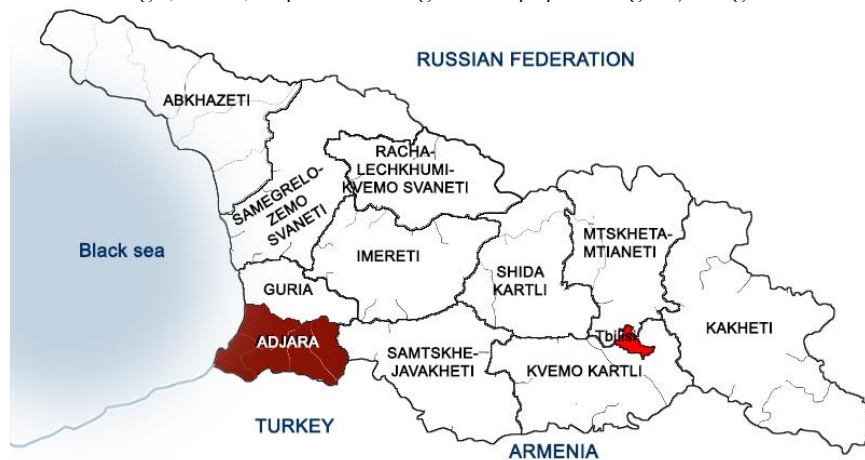 RUSSIAN FEDERATION
ABKHAZETI
RACHA-
LECHKHUMI-
KVEMO SVANETI
SAMEGRELO-
ZEMO
SVANETI
MTSKHETA-
MTIANETI
Black sea
IMERETI
SHIDA
KARTLI
GURIA
KAKHETI
ADJARA
Tbilisi
SAMTSKHE-
JAVAKHETI
KVEMO KARTLI
TURKEY
ARMENIA